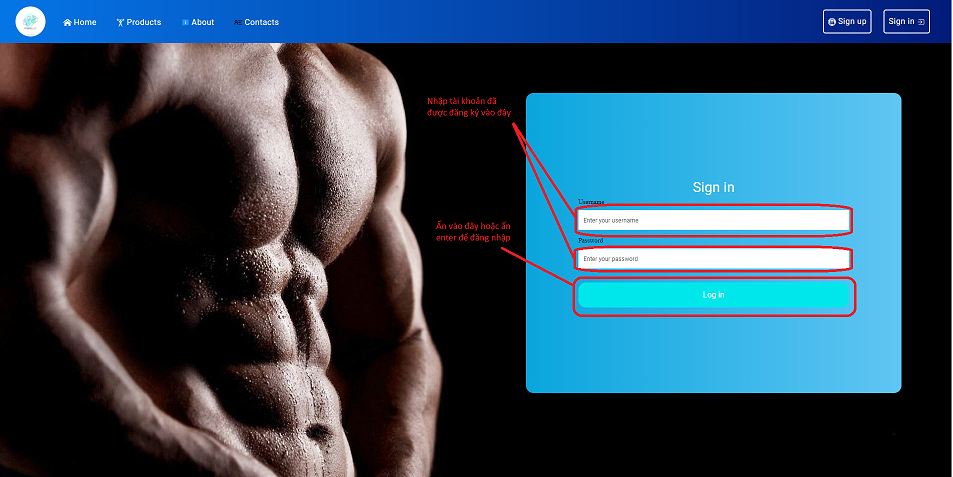 Home
Products
About
Contacts
Sign up
Sign in
Nhập tài khoản đã
được đăng ký vào đây
Sign in
Username
Enter your username
Ấn vào đây hoặc ấn
enter để đăng nhập
Password
Enter your password
Log in